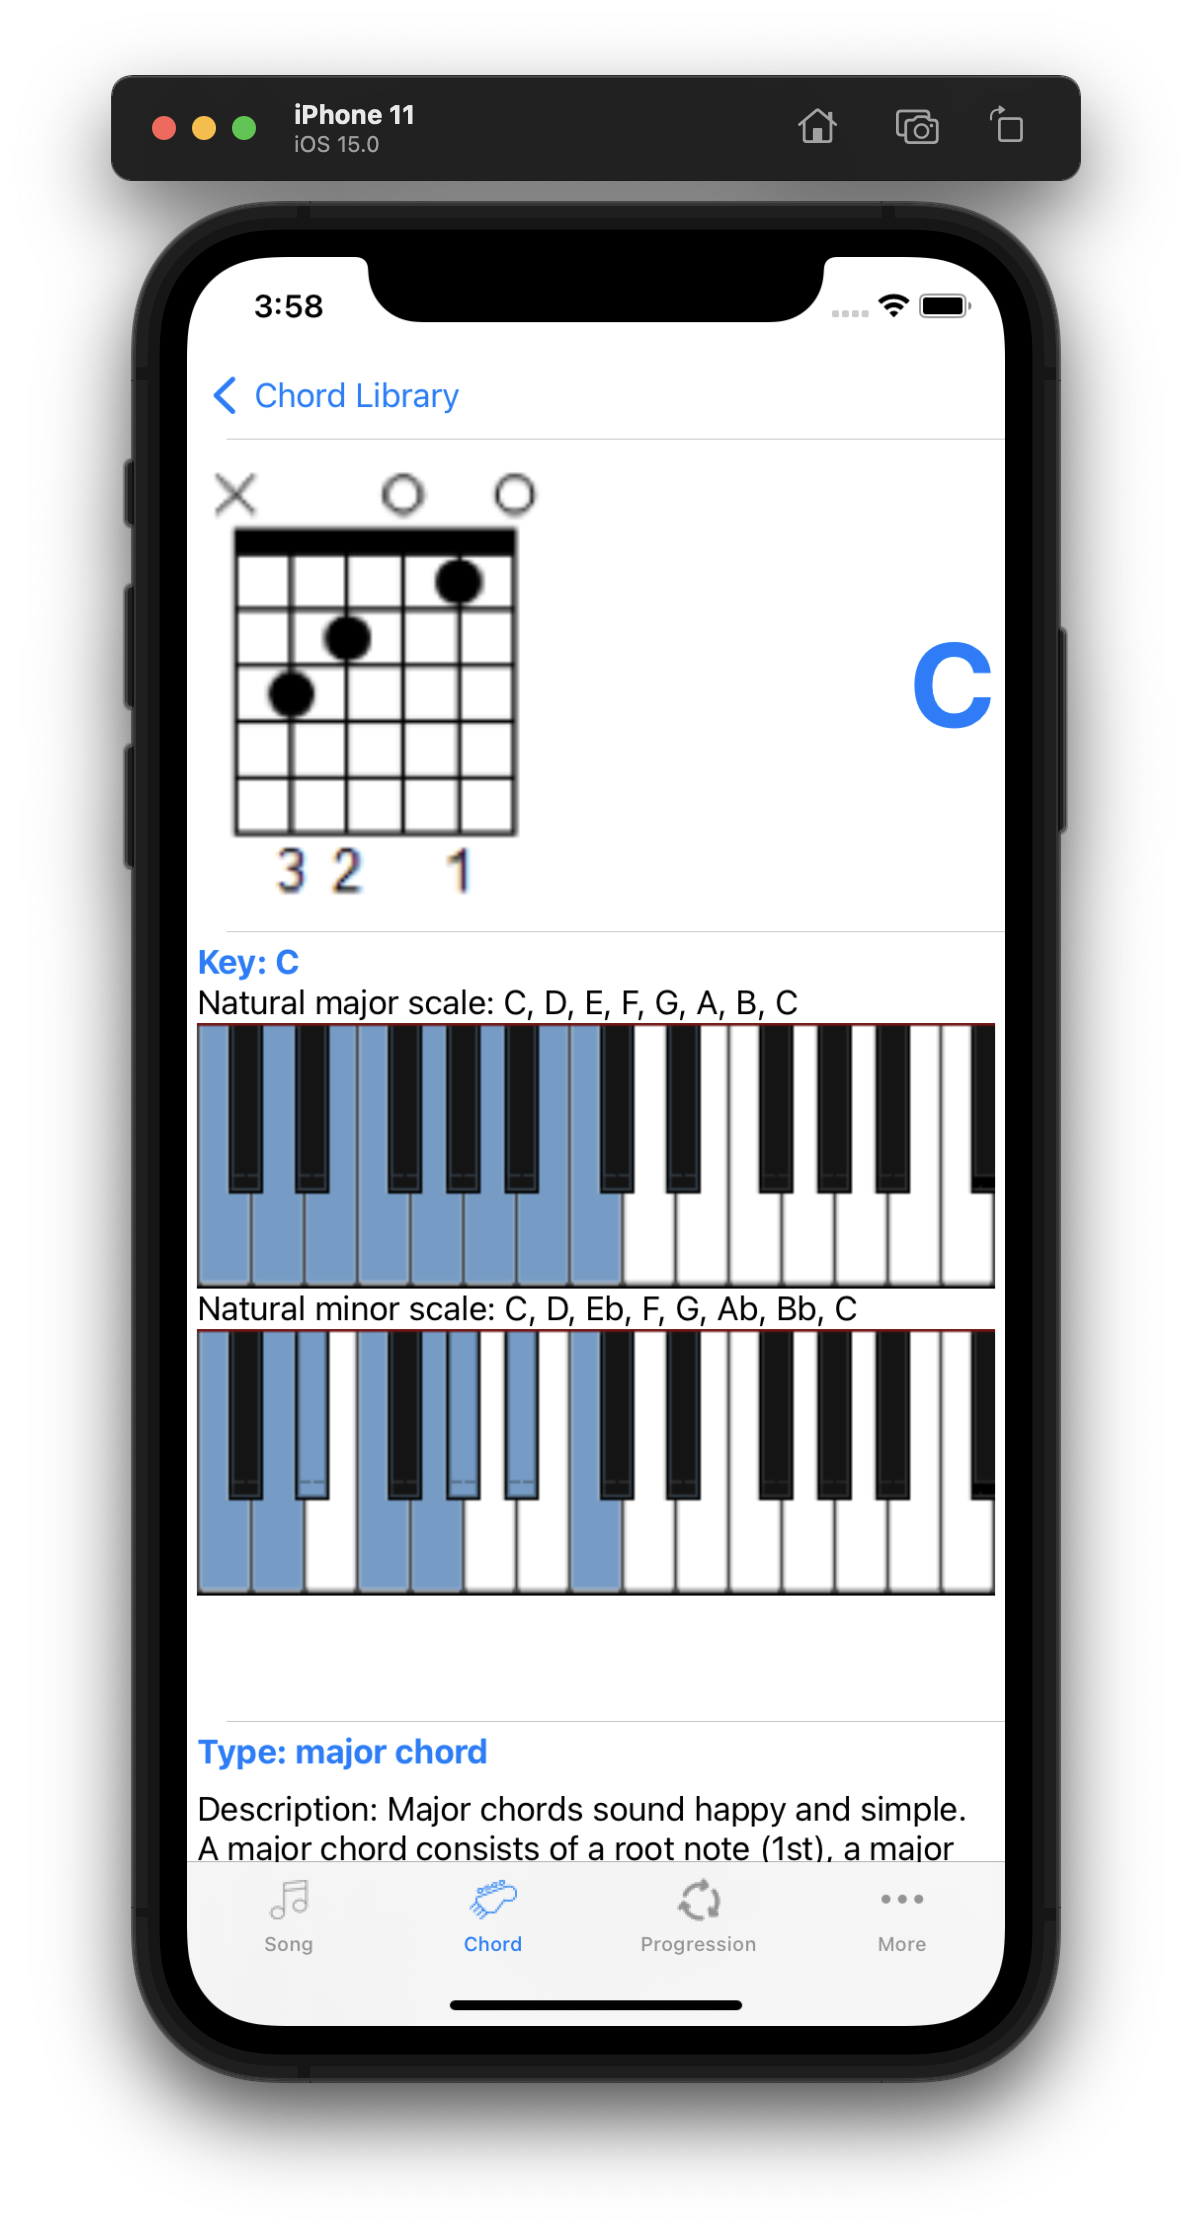 iPhone 11
iOS 15.0
3:58
Chord Library
C
3 2 1
Key: C
Natural major scale: C, D, E, F, G, A, B, C
Natural minor scale: C, D, Eb, F, G, Ab, Bb, C
Type: major chord
Description: Major chords sound happy and simple.
A major chord consists of a root note (1st), a major
Song
Chord
Progression
More